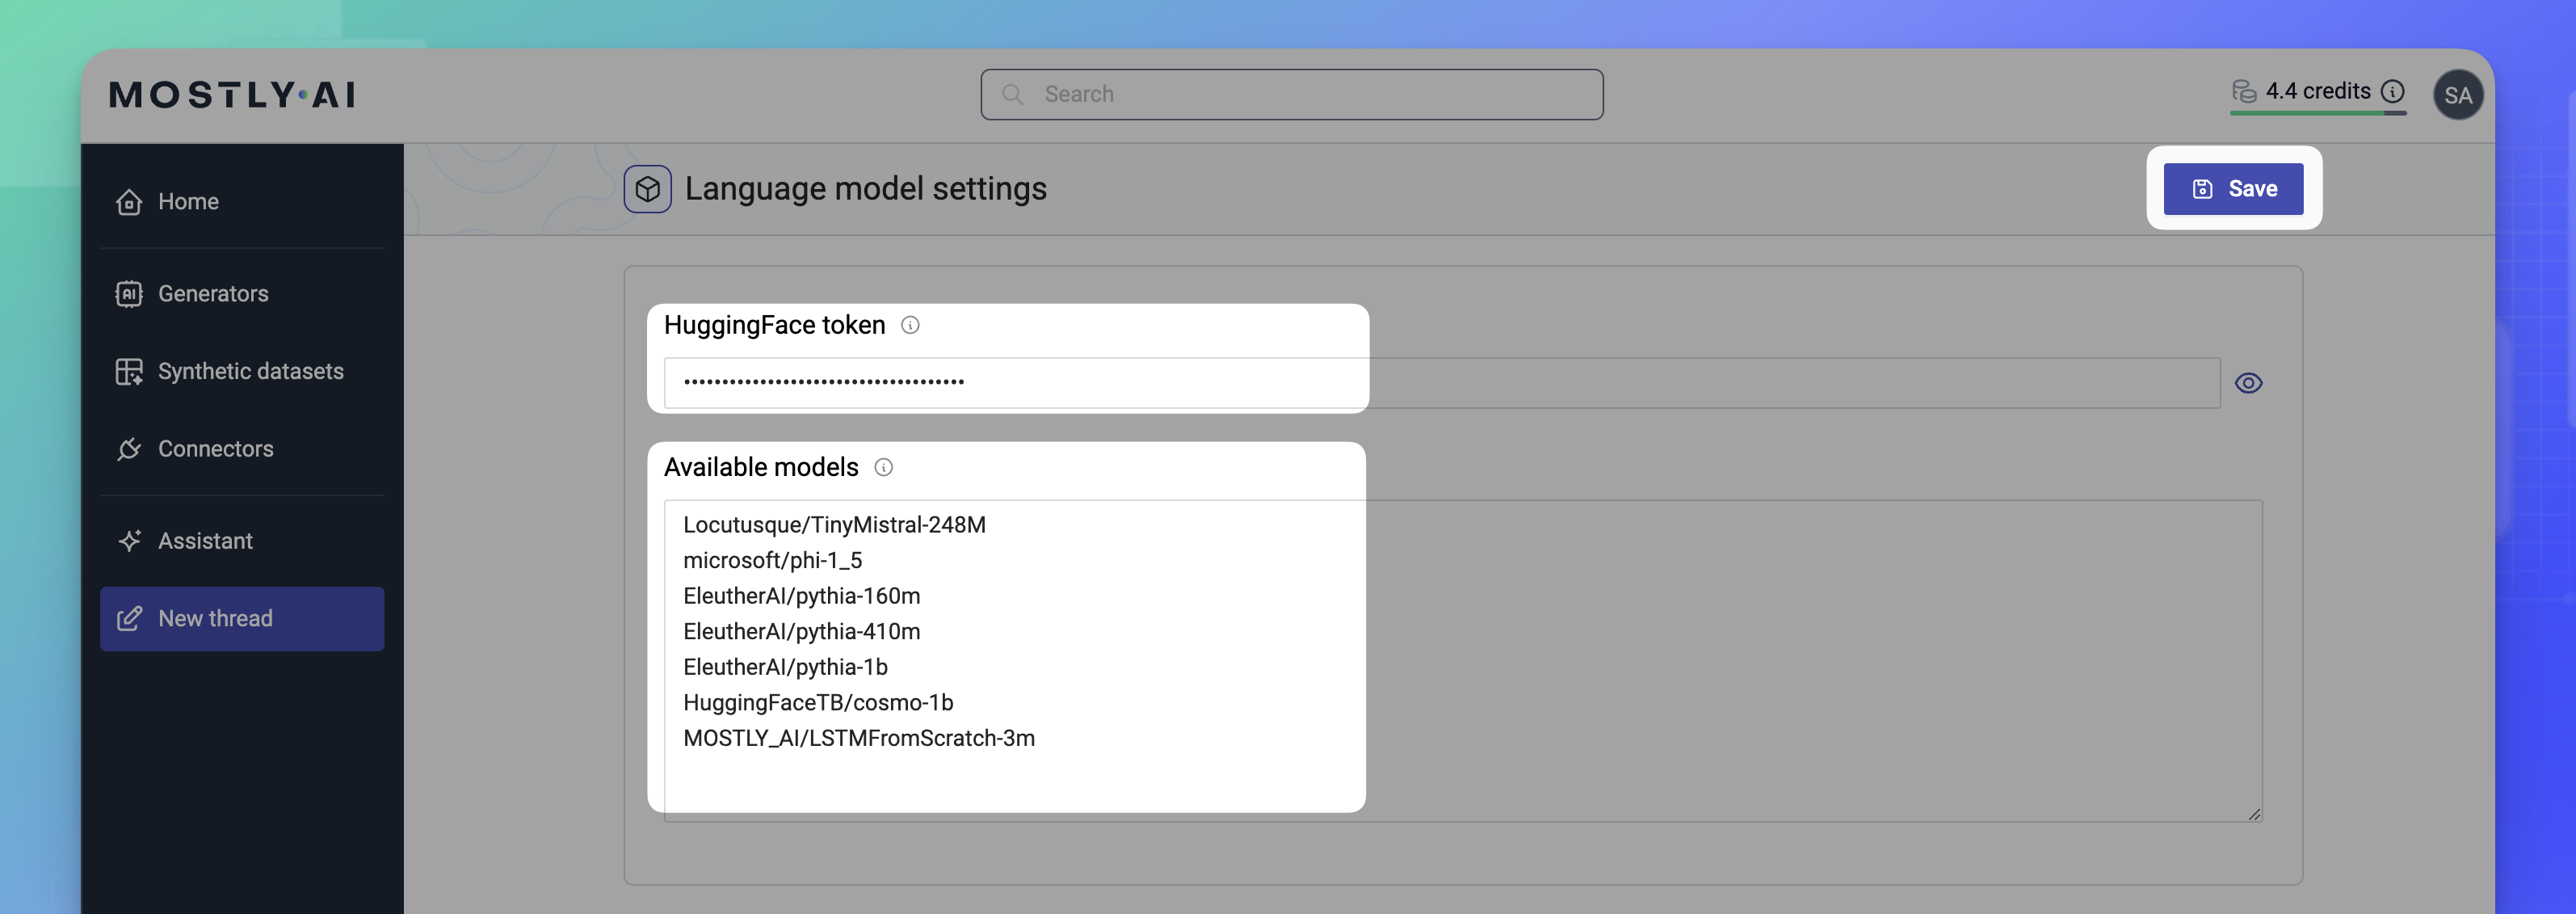 MOSTLY•AI
Search
4.4 credits
SA
Home
Generators
Synthetic datasets
Connectors
Assistant
New thread
Language model settings
Save
HuggingFace token
•••••••••••••••••••••••••••••••••••••
Available models
Locutusque/TinyMistral-248M
microsoft/phi-1_5
EleutherAI/pythia-160m
EleutherAI/pythia-410m
EleutherAI/pythia-1b
HuggingFaceTB/cosmo-1b
MOSTLY_AI/LSTMFromScratch-3m